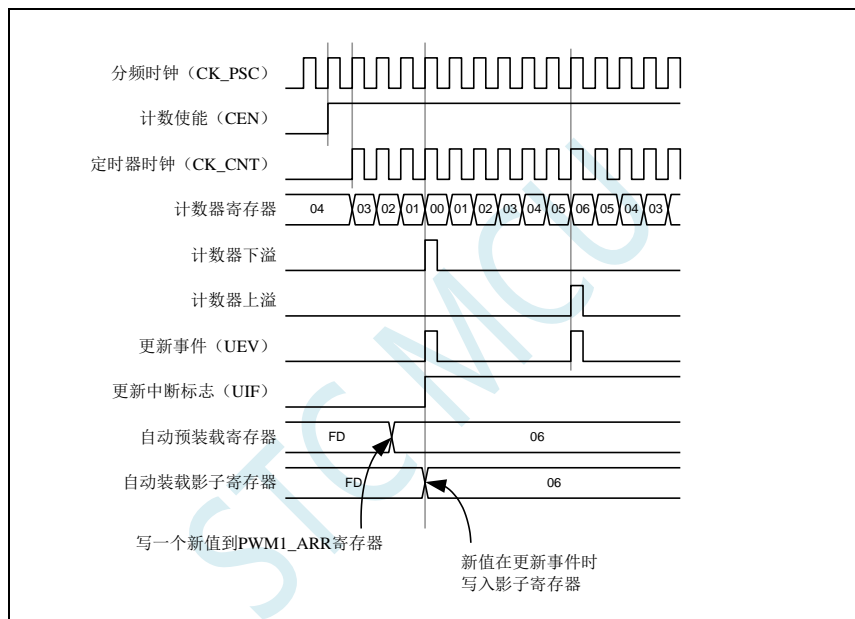 分频时钟（CK_PSC）
计数使能（CEN）
定时器时钟（CK_CNT）
计数器寄存器 04 03 02 01 00 01 02 03 04 05 06 05 04 03
计数器下溢
计数器上溢
更新事件（UEV）
更新中断标志（UIF）
自动预装载寄存器 FD 06
自动装载影子寄存器 FD 06
写一个新值到PWM1_ARR寄存器
新值在更新事件时
写入影子寄存器
STC MCU